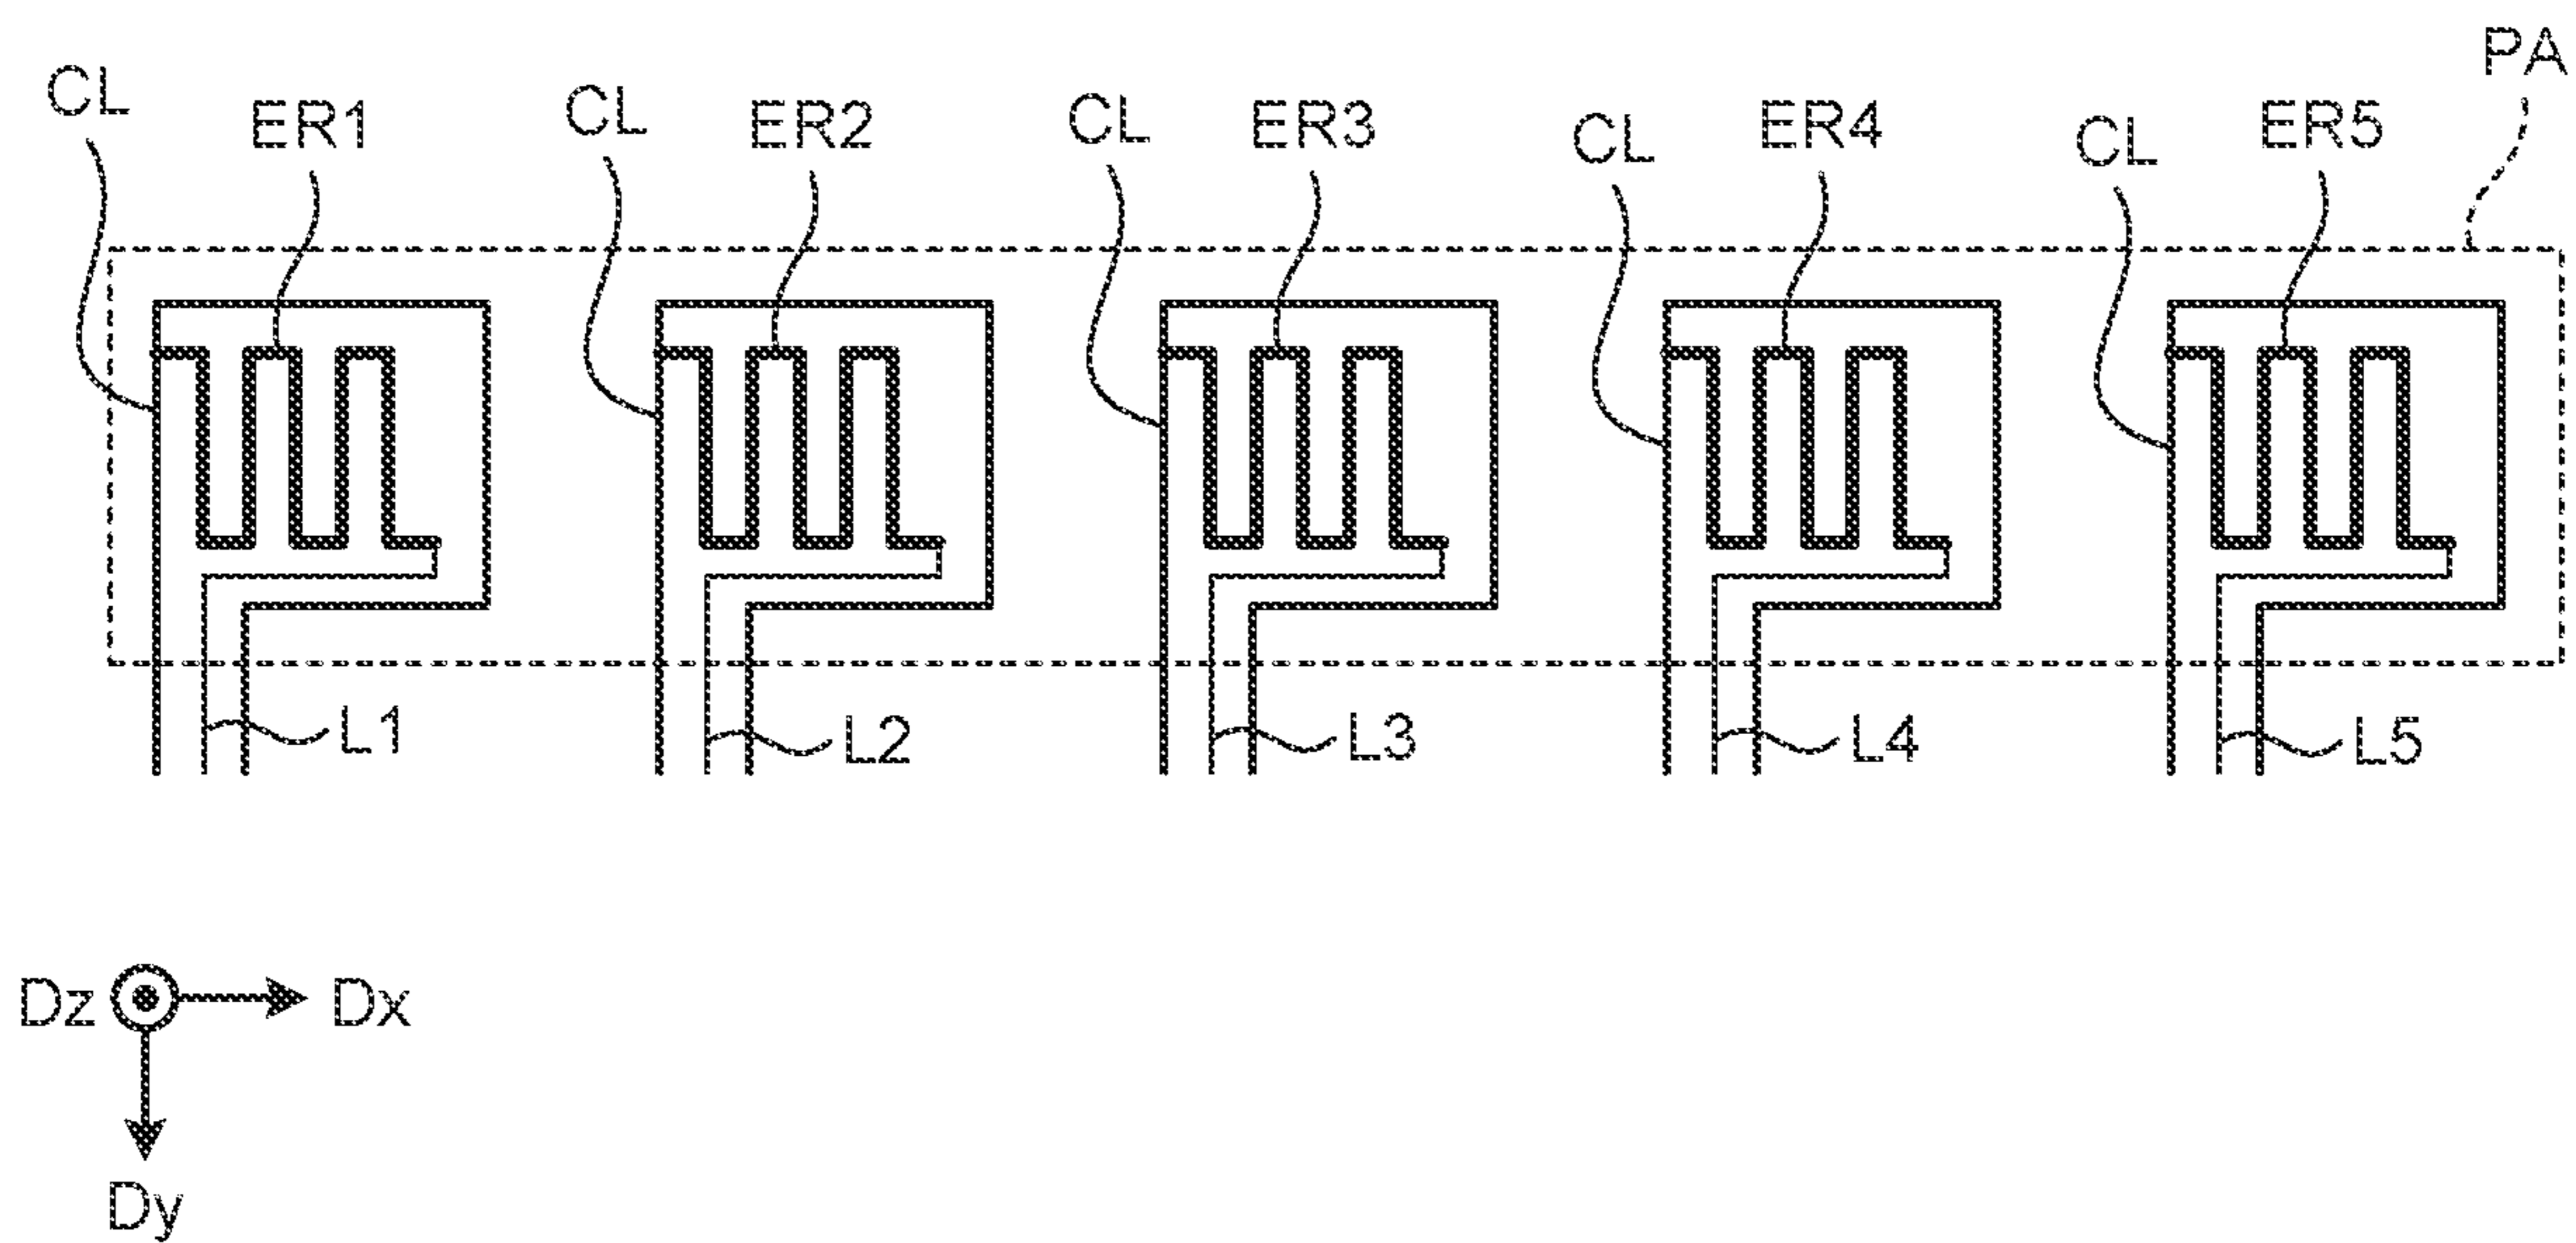 PA
CL ER1 CL ER2 CL ER3 CL ER4 CL ER5
L1 L2 L3 L4 L5
Dz Dx
Dy